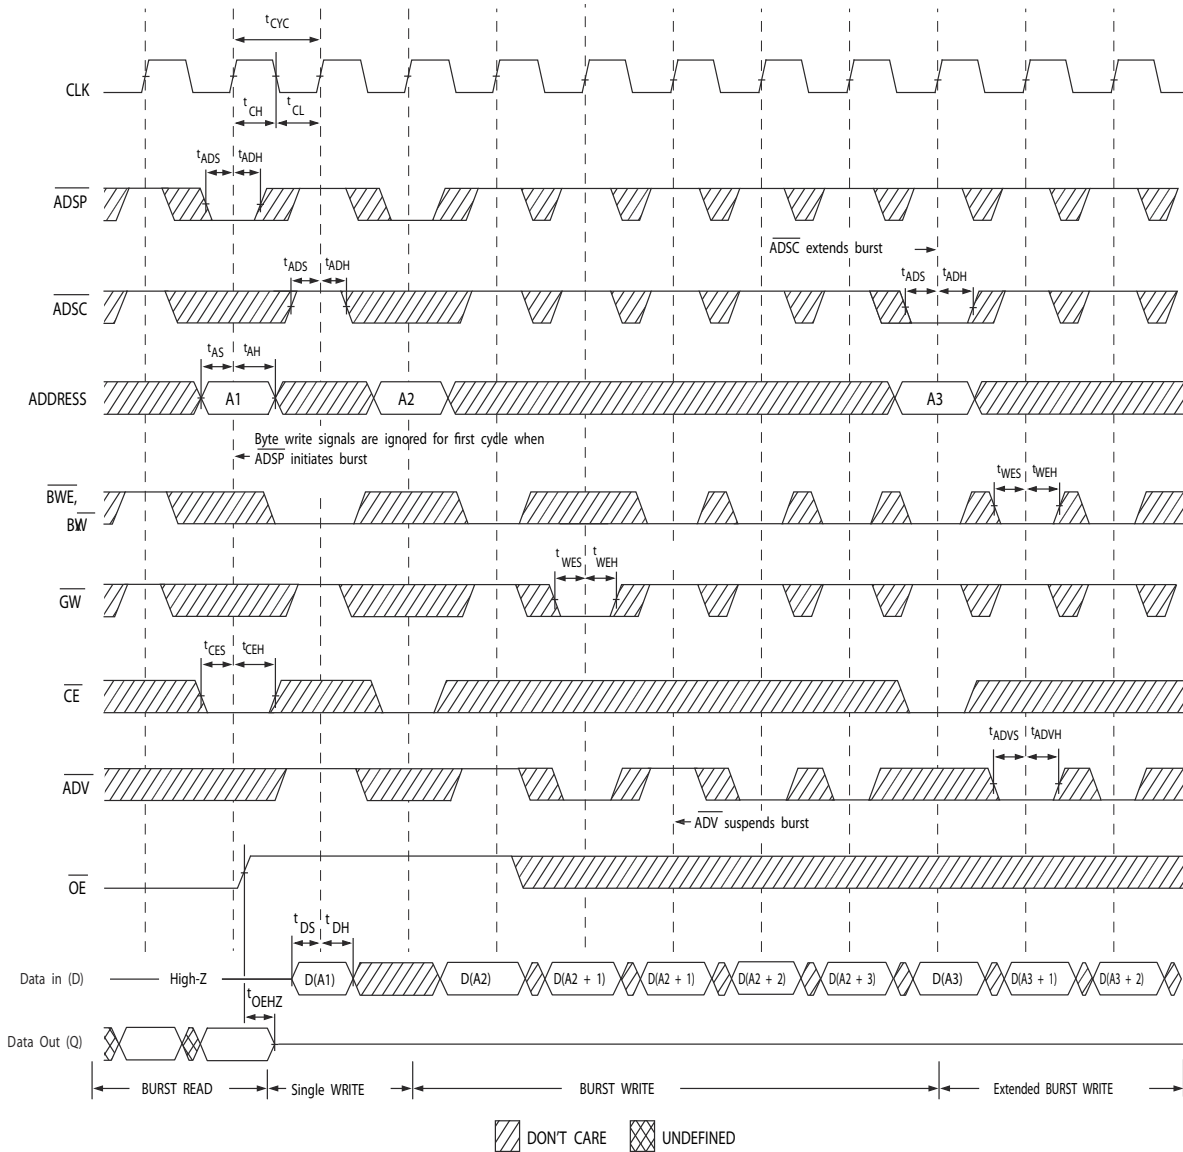 tCYC
CLK
tCH
tCL
tADS
tADH
ADSP
ADSC extends burst
tADS
tADH
tADS
tADH
ADSC
tAS
tAH
ADDRESS
A1
A2
A3
Byte write signals are ignored for first cycle when
ADSP initiates burst
tWES
tWEH
BWE,
BWX
tWES
tWEH
GW
tCES
tCEH
CE
tADVS
tADVH
ADV
ADV suspends burst
OE
tDS
tDH
Data in (D)
High-Z
D(A1)
D(A2)
D(A2 + 1)
D(A2 + 1)
D(A2 + 2)
D(A2 + 3)
D(A3)
D(A3 + 1)
D(A3 + 2)
tOEHZ
Data Out (Q)
BURST READ
Single WRITE
BURST WRITE
Extended BURST WRITE
DON'T CARE
UNDEFINED